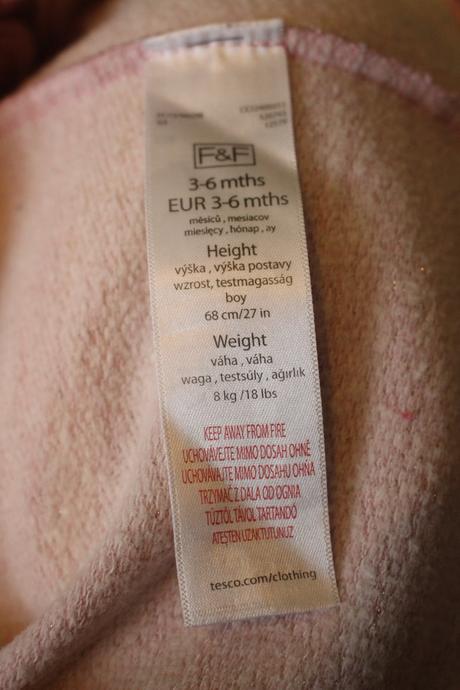 F&F
3-6 mths
EUR 3-6 mths
měsíců , mesiacov
miesięcy , hónap , ay
Height
výška , výška postavy
wzrost, testmagasság
boy
68 cm/27 in
Weight
váha , váha
waga , testsúly , ağırlık
8 kg /18 lbs
KEEP AWAY FROM FIRE
UCHOVÁVEJTE MIMO DOSAH OHNĚ
UCHOVÁVAJTE MIMO DOSAHU OHŇA
TRZYMAĆ Z DALA OD OGNIA
TŰZTŐL TÁVOL TARTANDÓ
ATEŞTEN UZAK TUTUNUZ
tesco.com/clothing